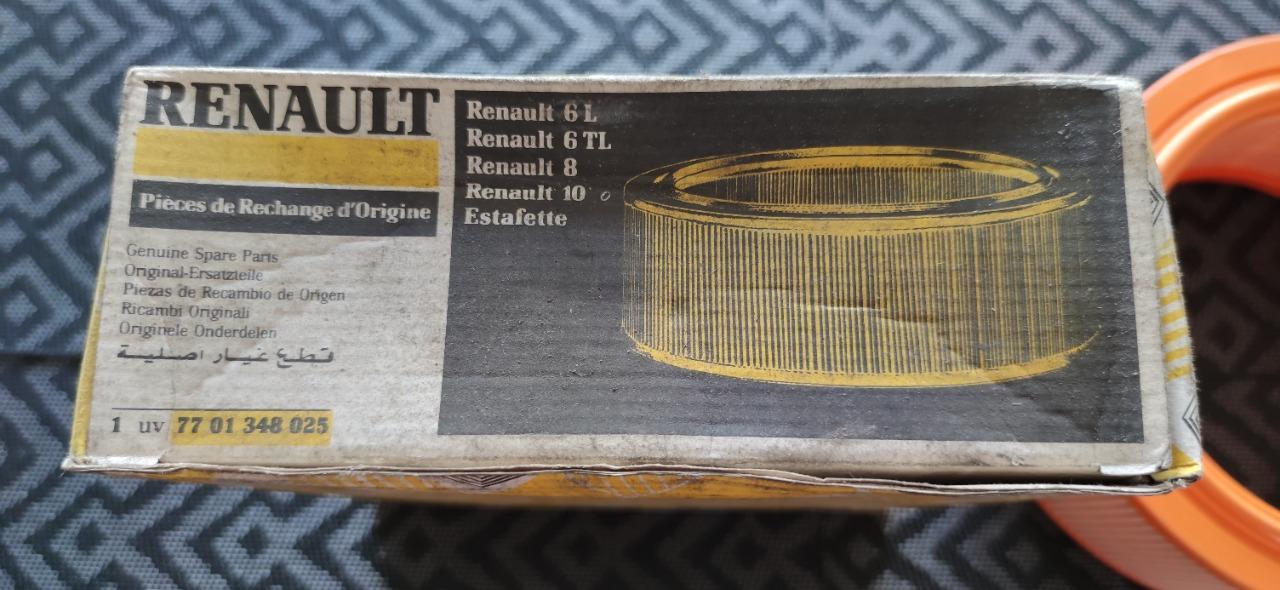 RENAULT
Pièces de Rechange d'Origine
Genuine Spare Parts
Original-Ersatzteile
Piezas de Recambio de Origen
Ricambi Originali
Originele Onderdelen
قطع غيار اصلية
1 uv 77 01 348 025
Renault 6 L
Renault 6 TL
Renault 8
Renault 10
Estafette